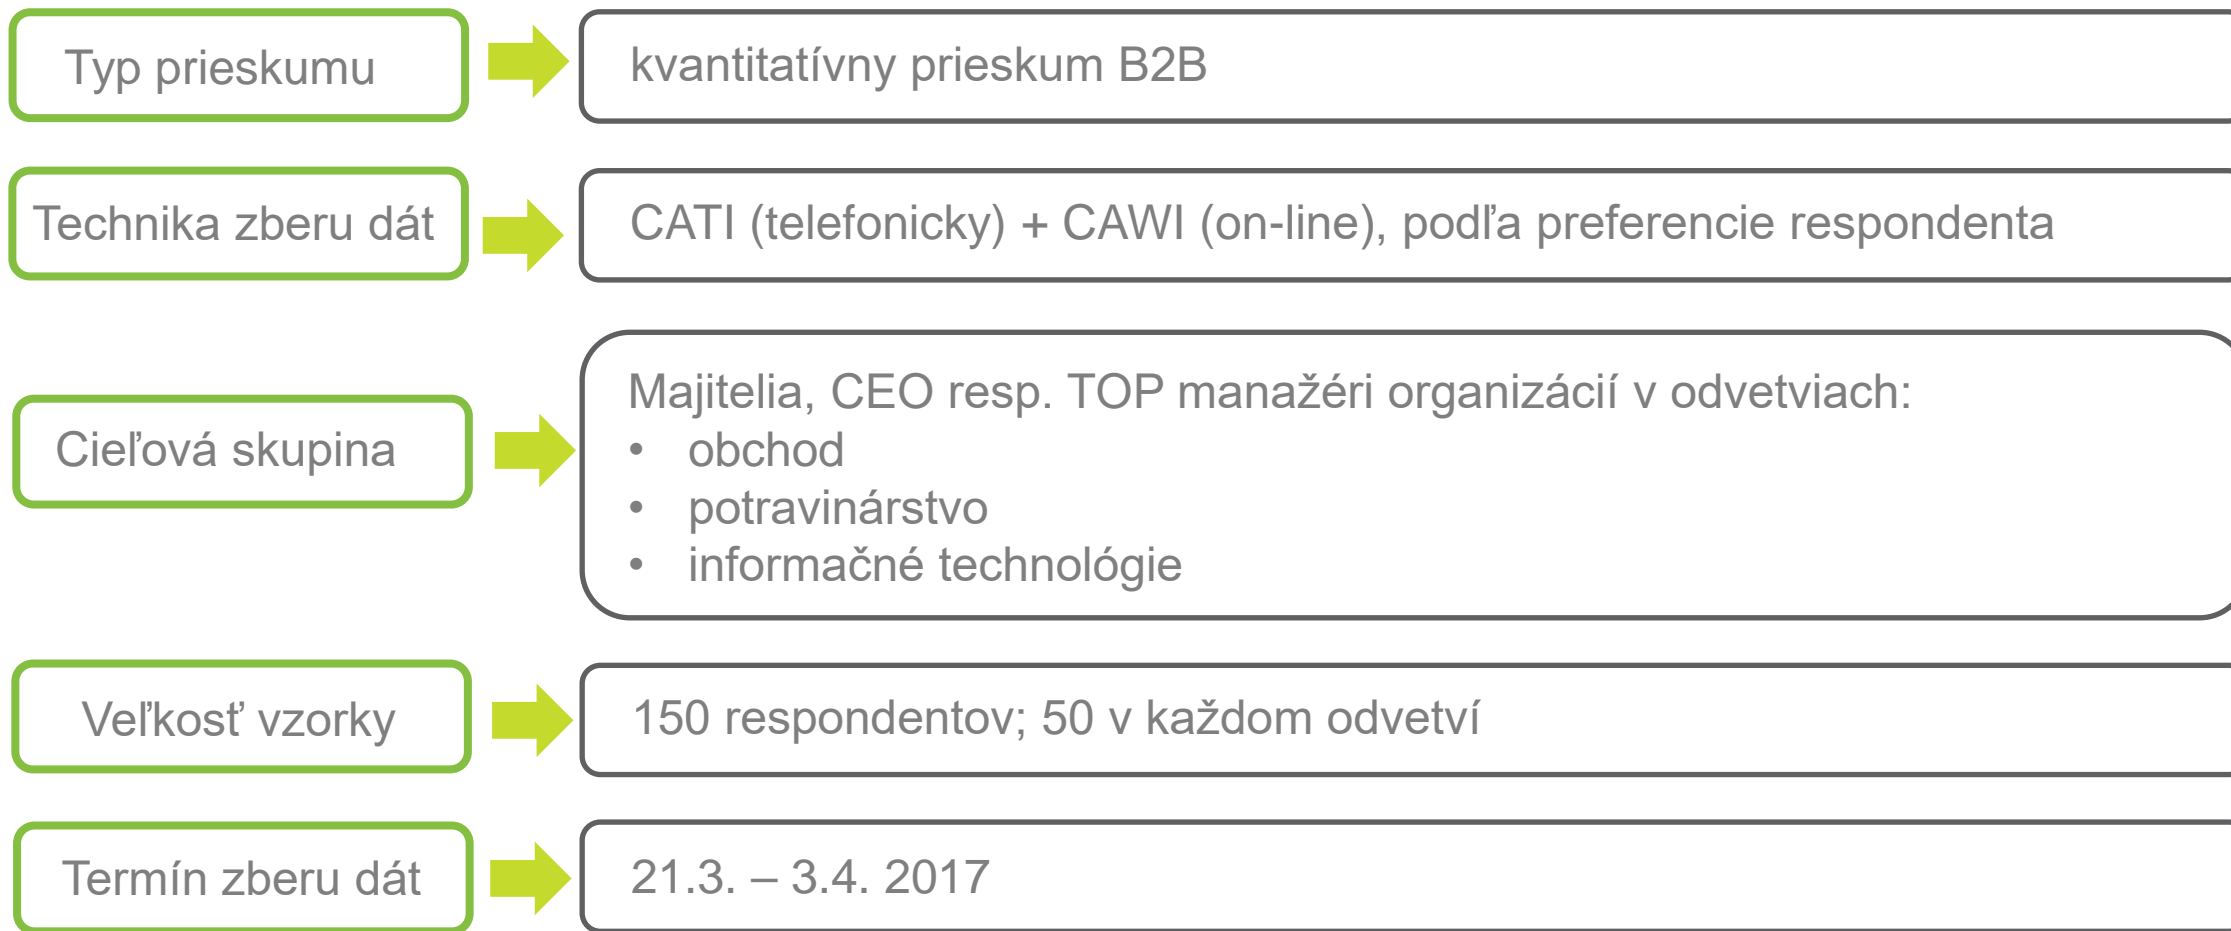 Typ prieskumu
kvantitatívny prieskum B2B
Technika zberu dát
CATI (telefonicky) + CAWI (on-line), podľa preferencie respondenta
Cieľová skupina
Majitelia, CEO resp. TOP manažéri organizácií v odvetviach:
• obchod
• potravinárstvo
• informačné technológie
Veľkosť vzorky
150 respondentov; 50 v každom odvetví
Termín zberu dát
21.3. – 3.4. 2017